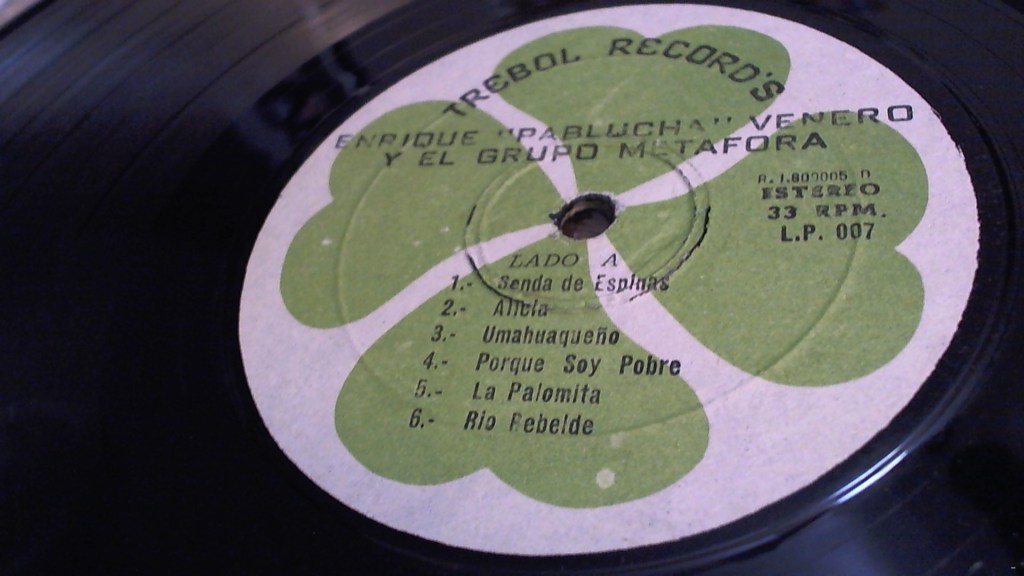 TREBOL RECORD'S
ENRIQUE "PABLUCHA" VENERO
Y EL GRUPO METAFORA
ESTEREO
33 RPM.
L.P. 007
LADO A
1.- Senda de Espinas
2.- Alicia
3.- Umahuaqueño
4.- Porque Soy Pobre
5.- La Palomita
6.- Rio Rebelde